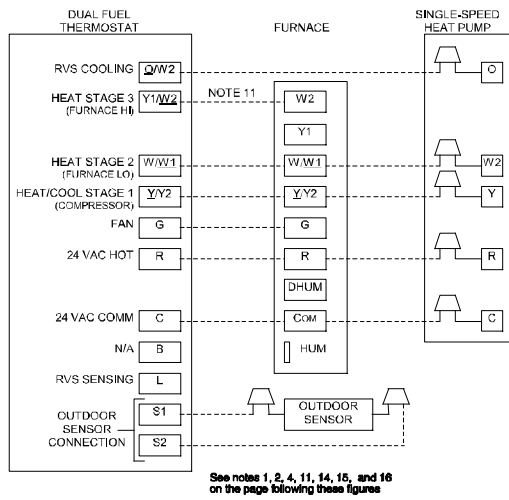 DUAL FUEL
THERMOSTAT
FURNACE
SINGLE-SPEED
HEAT PUMP
RVS COOLING
O/W2
O
HEAT STAGE 3
(FURNACE HI)
Y1/W2
NOTE 11
W2
Y1
HEAT STAGE 2
(FURNACE LO)
W/W1
W/W1
W2
HEAT/COOL STAGE 1
(COMPRESSOR)
Y/Y2
Y/Y2
Y
FAN
G
G
24 VAC HOT
R
R
R
DHUM
24 VAC COMM
C
COM
C
N/A
B
HUM
RVS SENSING
L
OUTDOOR
SENSOR
CONNECTION
S1
S2
OUTDOOR
SENSOR
See notes 1, 2, 4, 11, 14, 15, and 16
on the page following these figures